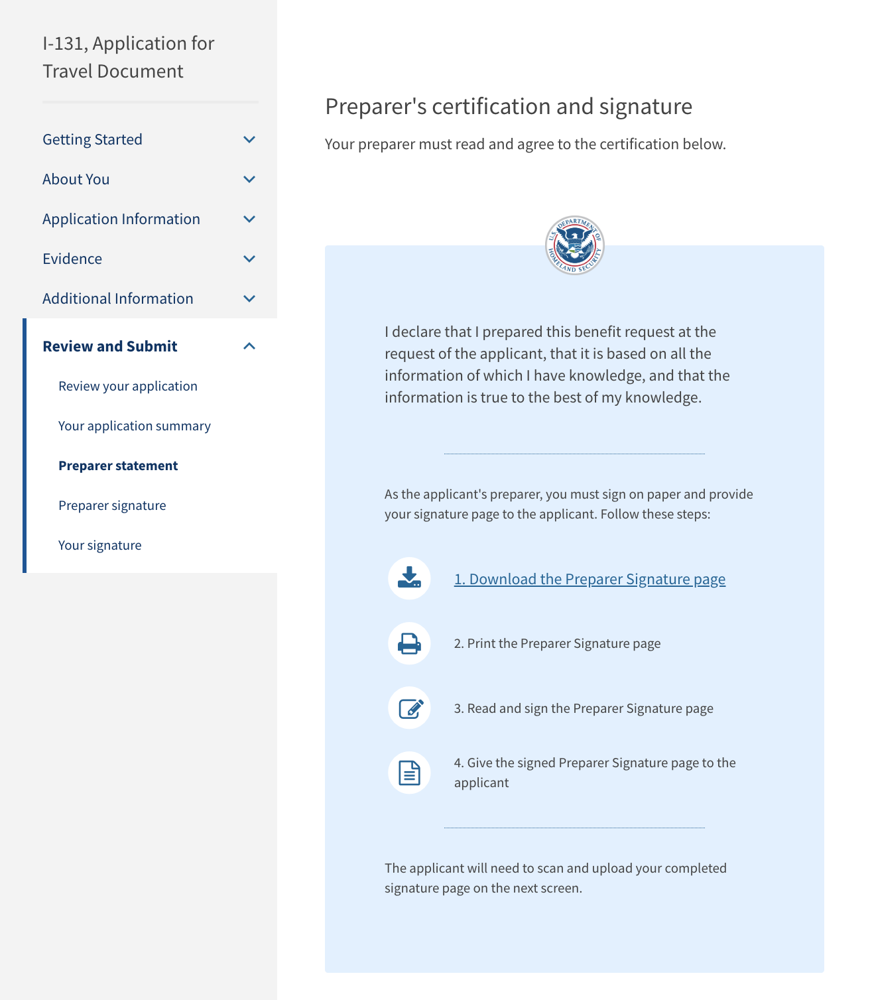 I-131, Application for
Travel Document
Getting Started
About You
Application Information
Evidence
Additional Information
Review and Submit
Review your application
Your application summary
Preparer statement
Preparer signature
Your signature
Preparer's certification and signature
Your preparer must read and agree to the certification below.
U.S. DEPARTMENT OF
HOMELAND SECURITY
I declare that I prepared this benefit request at the
request of the applicant, that it is based on all the
information of which I have knowledge, and that the
information is true to the best of my knowledge.
As the applicant's preparer, you must sign on paper and provide
your signature page to the applicant. Follow these steps:
1. Download the Preparer Signature page
2. Print the Preparer Signature page
3. Read and sign the Preparer Signature page
4. Give the signed Preparer Signature page to the
applicant
The applicant will need to scan and upload your completed
signature page on the next screen.